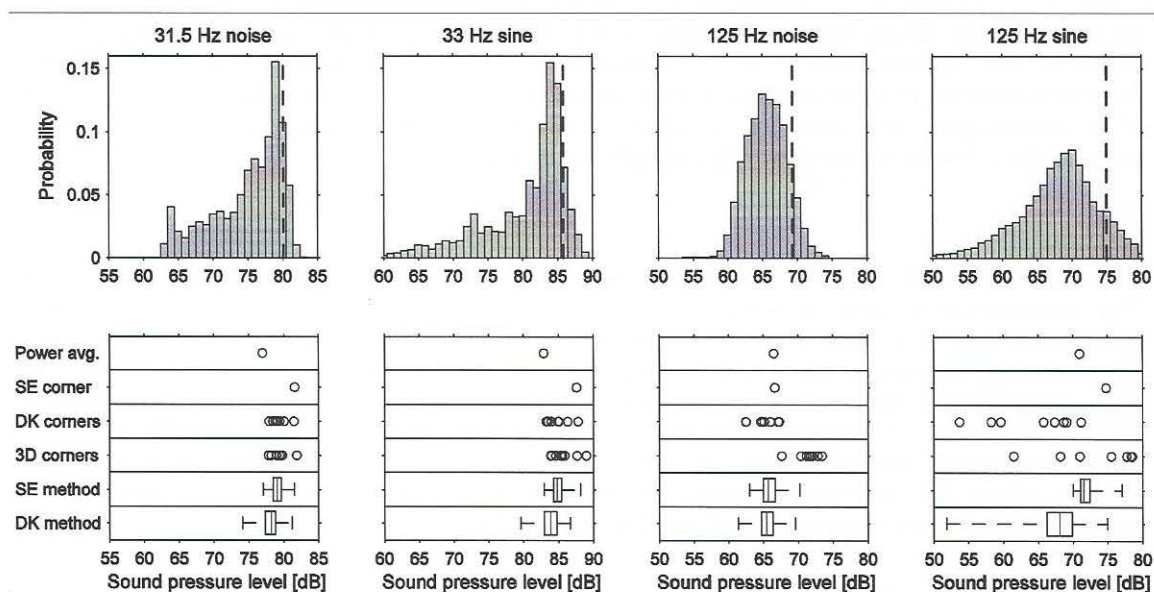 31.5 Hz noise 33 Hz sine 125 Hz noise 125 Hz sine
Probability
0.15
0.1
0.05
0
55 60 65 70 75 80 85 60 65 70 75 80 85 90 50 55 60 65 70 75 80 50 55 60 65 70 75 80
Power avg.
SE corner
DK corners
3D corners
SE method
DK method
55 60 65 70 75 80 85 60 65 70 75 80 85 90 50 55 60 65 70 75 80 50 55 60 65 70 75 80
Sound pressure level [dB] Sound pressure level [dB] Sound pressure level [dB] Sound pressure level [dB]